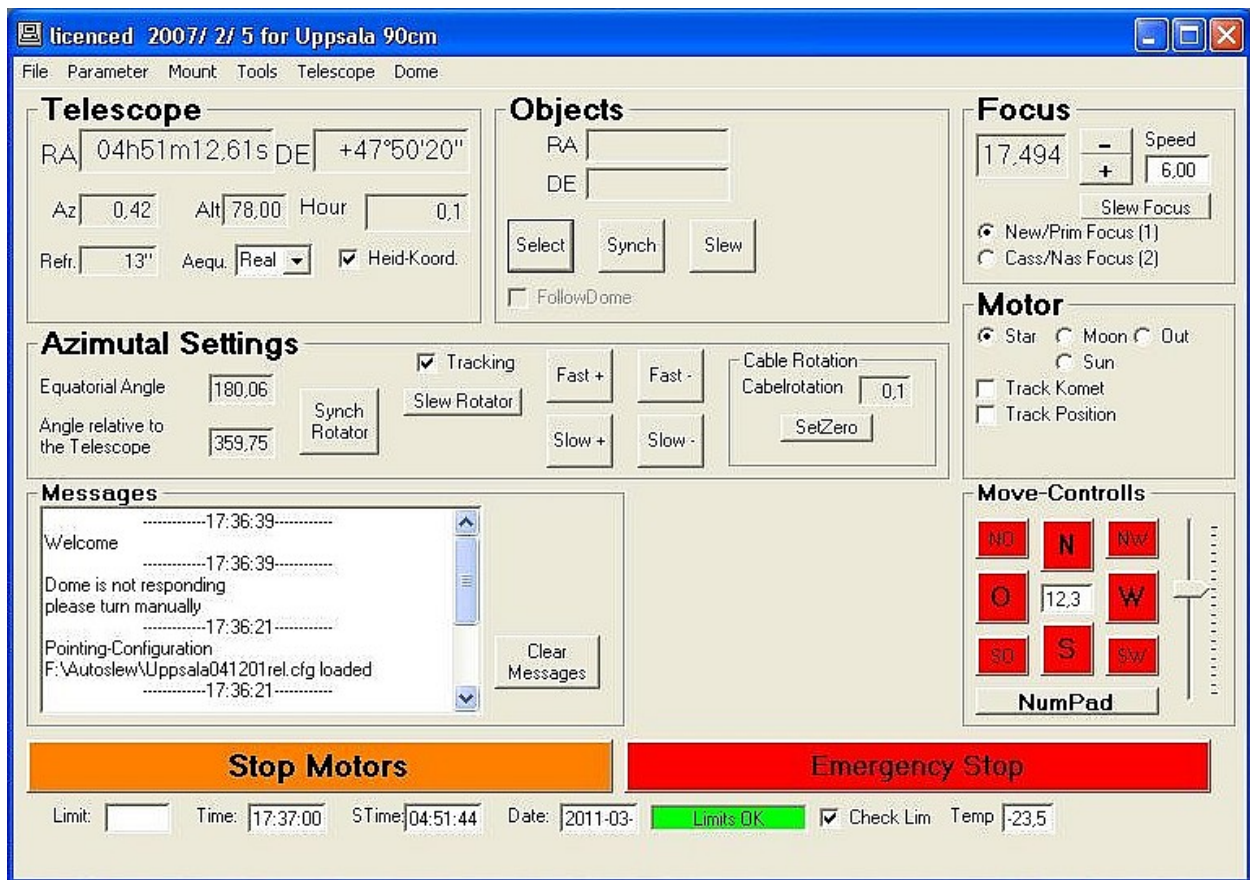 licenced 2007/ 2/ 5 for Uppsala 90cm
File Parameter Mount Tools Telescope Dome
Telescope
RA 04h51m12,61s DE +47°50'20"
Az 0,42 Alt 78,00 Hour 0,1
Refr. 13" Aequ. Real Heid-Koord.
Objects
RA
DE
Select Synch Slew
FollowDome
Focus
17,494 - + Speed 6,00
Slew Focus
New/Prim Focus (1)
Cass/Nas Focus (2)
Azimutal Settings
Equatorial Angle 180,06
Angle relative to
the Telescope 359,75
Synch
Rotator
Tracking
Slew Rotator
Fast + Fast -
Slow + Slow -
Cable Rotation
Cabelrotation 0,1
SetZero
Motor
Star Moon Out
Sun
Track Komet
Track Position
Messages
------------17:36:39-----------
Welcome
------------17:36:39-----------
Dome is not responding
please turn manually
------------17:36:21-----------
Pointing-Configuration
F:\Autoslew\Uppsala041201rel.cfg loaded
------------17:36:21-----------
Clear
Messages
Move-Controlls
NO N NW
O 12,3 W
SO S SW
NumPad
Stop Motors Emergency Stop
Limit: Time: 17:37:00 STime: 04:51:44 Date: 2011-03- Limits OK Check Lim Temp -23,5